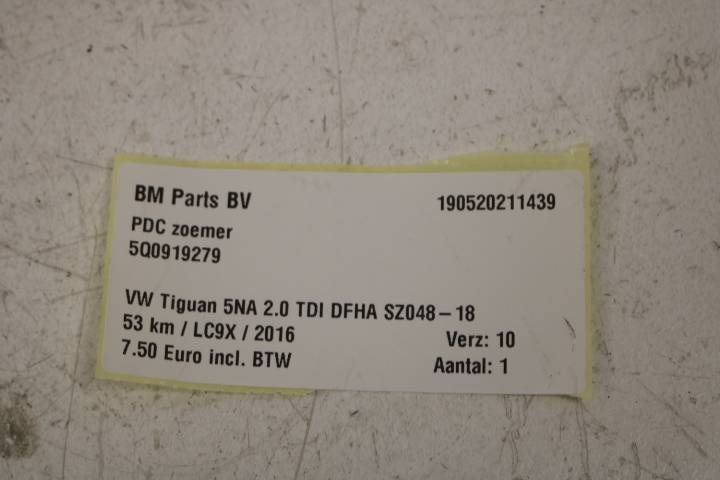 BM Parts BV 190520211439
PDC zoemer
5Q0919279
VW Tiguan 5NA 2.0 TDI DFHA SZ048-18
53 km / LC9X / 2016 Verz: 10
7.50 Euro incl. BTW Aantal: 1